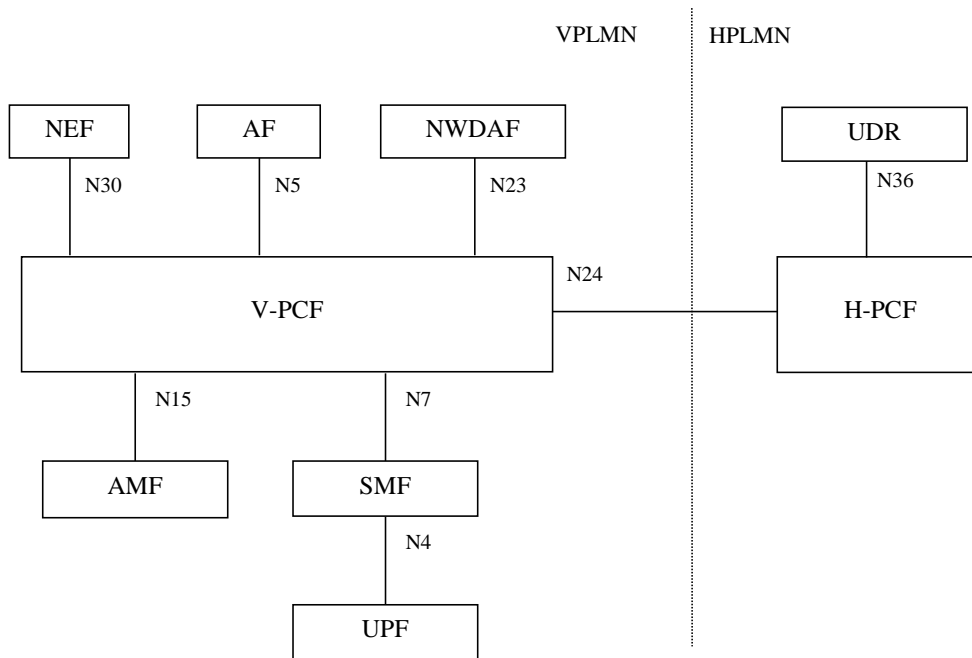 VPLMN
HPLMN
NEF
AF
NWDAF
UDR
N30
N5
N23
N36
N24
V-PCF
H-PCF
N15
N7
AMF
SMF
N4
UPF